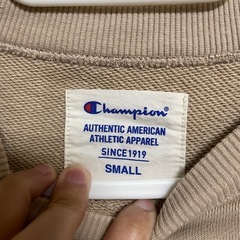 Champion
AUTHENTIC AMERICAN
ATHLETIC APPAREL
SINCE 1919
SMALL